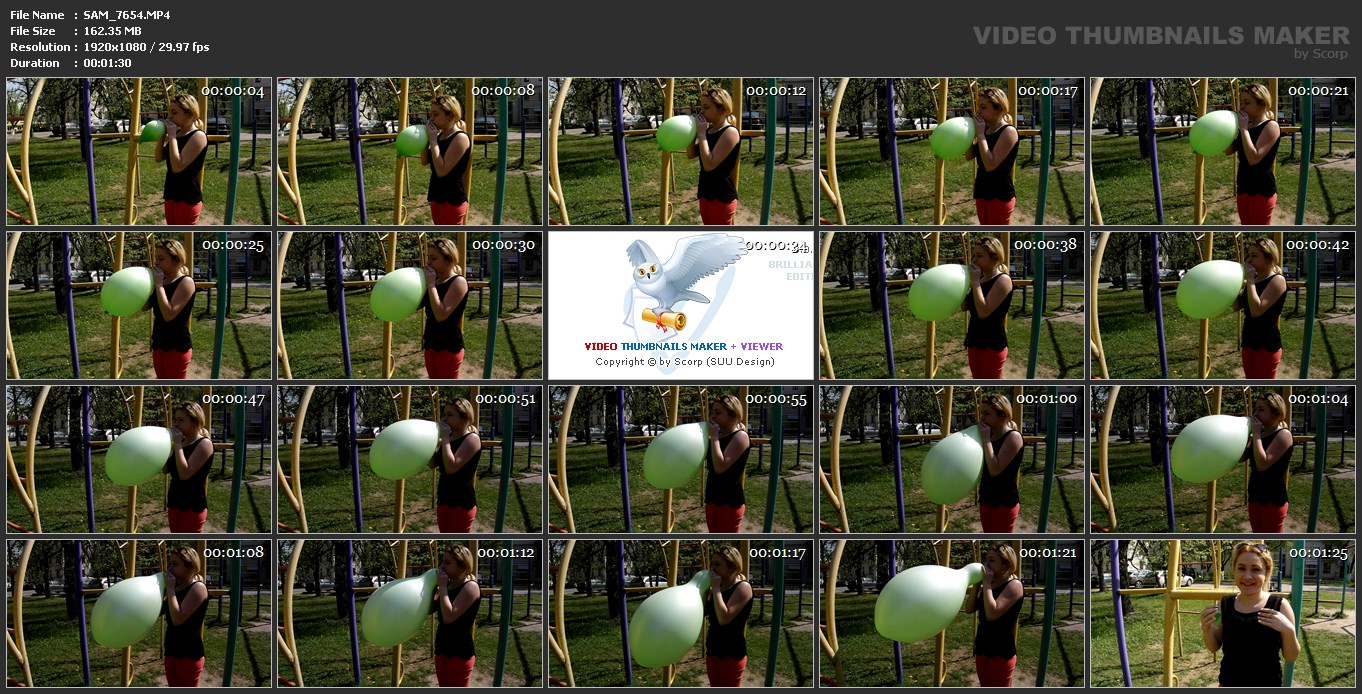 File Name : SAM_7654.MP4
File Size : 162.35 MB
Resolution : 1920x1080 / 29.97 fps
Duration : 00:01:30
VIDEO THUMBNAILS MAKER
by Scorp
00:00:04
00:00:08
00:00:12
00:00:17
00:00:21
00:00:25
00:00:30
00:00:34
BRILLIA
EDIT
VIDEO THUMBNAILS MAKER + VIEWER
Copyright © by Scorp (SUU Design)
00:00:38
00:00:42
00:00:47
00:00:51
00:00:55
00:01:00
00:01:04
00:01:08
00:01:12
00:01:17
00:01:21
00:01:25